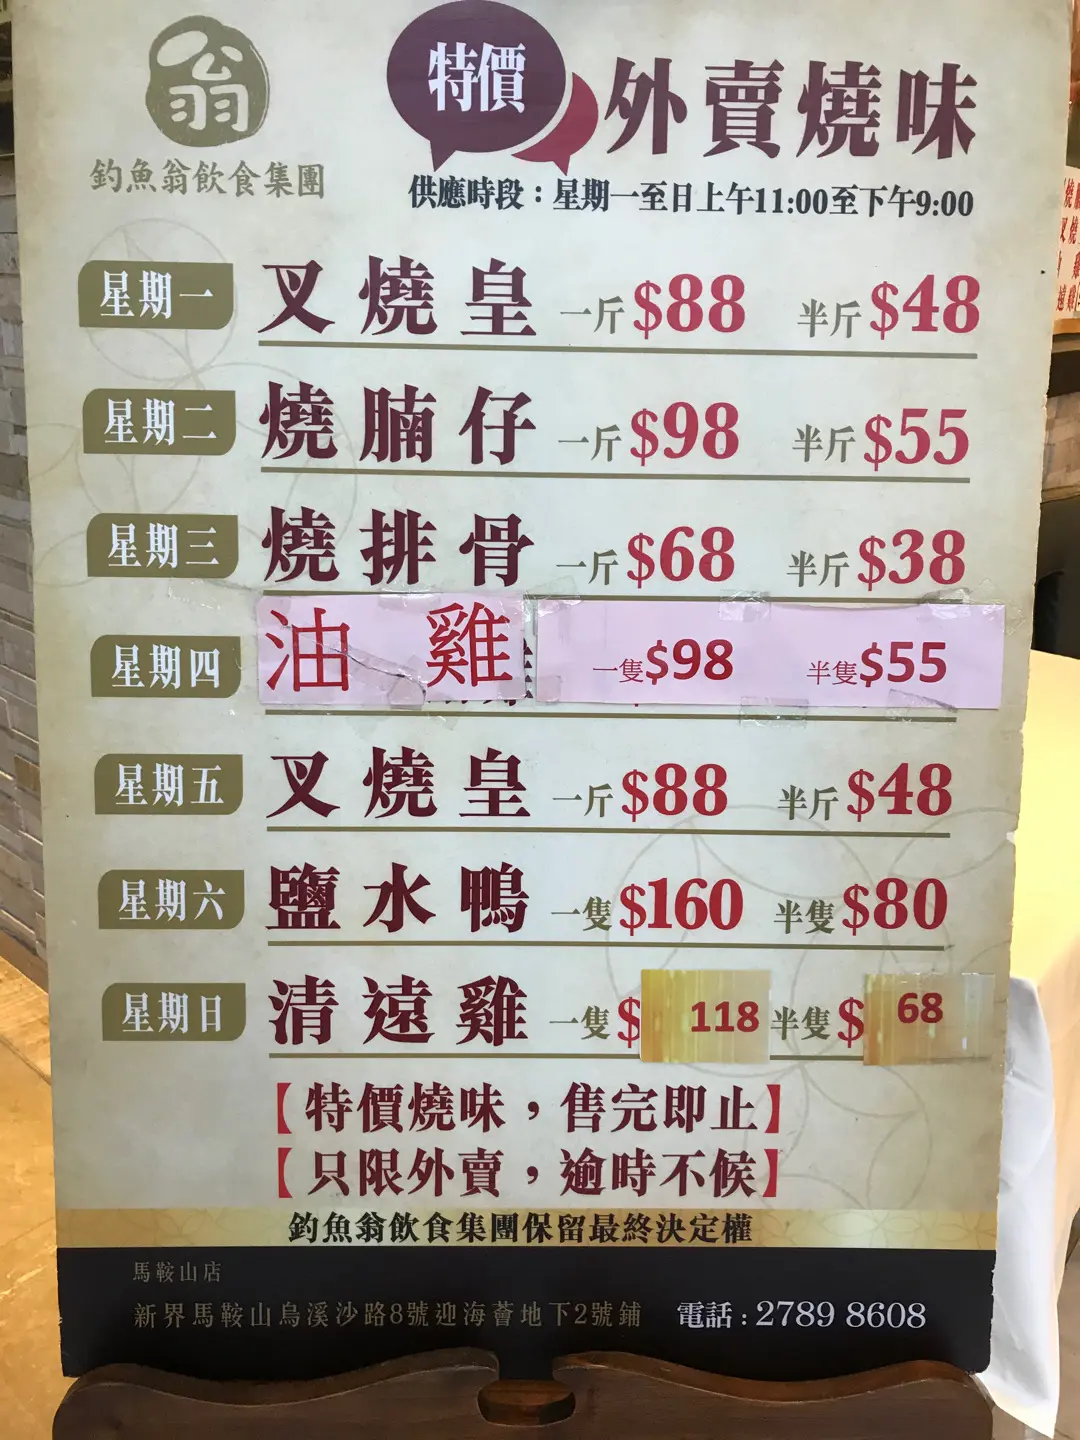 翁
釣魚翁飲食集團
特價
外賣燒味
供應時段：星期一至日上午11:00至下午9:00
星期一 叉燒皇 一斤$88 半斤$48
星期二 燒腩仔 一斤$98 半斤$55
星期三 燒排骨 一斤$68 半斤$38
星期四 油雞 一隻$98 半隻$55
星期五 叉燒皇 一斤$88 半斤$48
星期六 鹽水鴨 一隻$160 半隻$80
星期日 清遠雞 一隻$118 半隻$68
【特價燒味，售完即止】
【只限外賣，逾時不候】
釣魚翁飲食集團保留最終決定權
馬鞍山店
新界馬鞍山烏溪沙路8號迎海薈地下2號鋪 電話：2789 8608